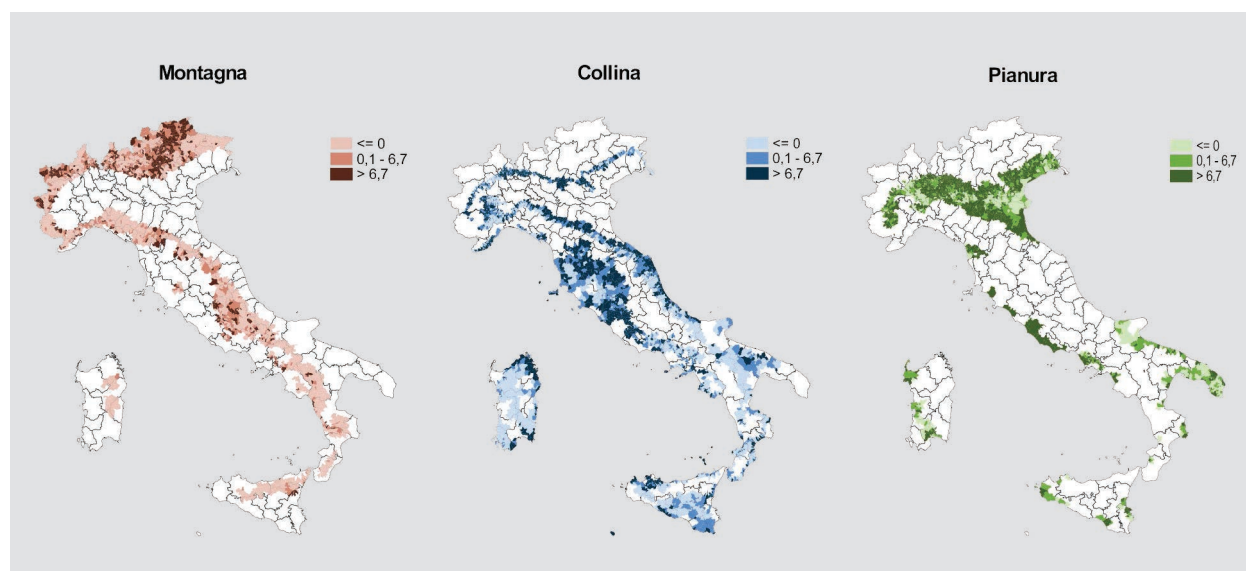 Montagna
<= 0
0,1 - 6,7
> 6,7
Collina
<= 0
0,1 - 6,7
> 6,7
Pianura
<= 0
0,1 - 6,7
> 6,7